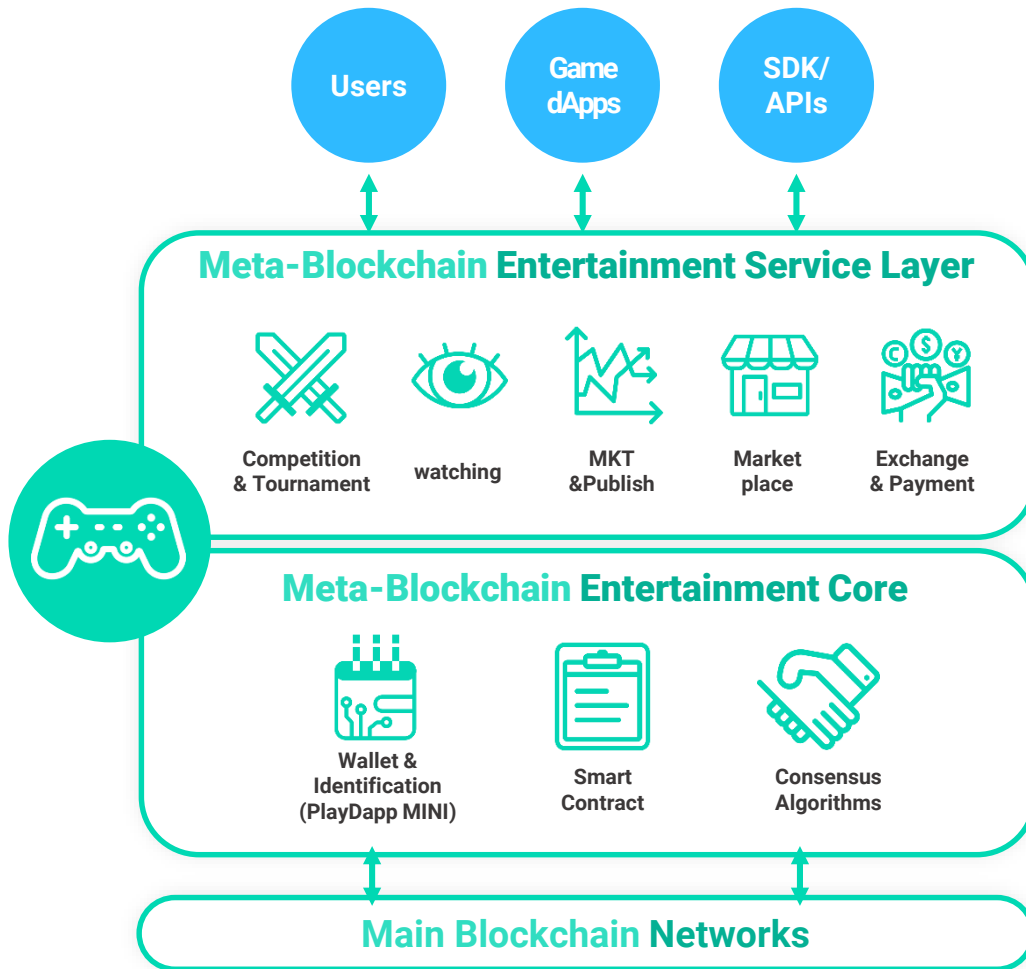 Users
Game
dApps
SDK/
APIs
Meta-Blockchain Entertainment Service Layer
C $ ¥
Competition
& Tournament
watching
MKT
&Publish
Market
place
Exchange
& Payment
Meta-Blockchain Entertainment Core
Wallet &
Identification
(PlayDapp MINI)
Smart
Contract
Consensus
Algorithms
Main Blockchain Networks